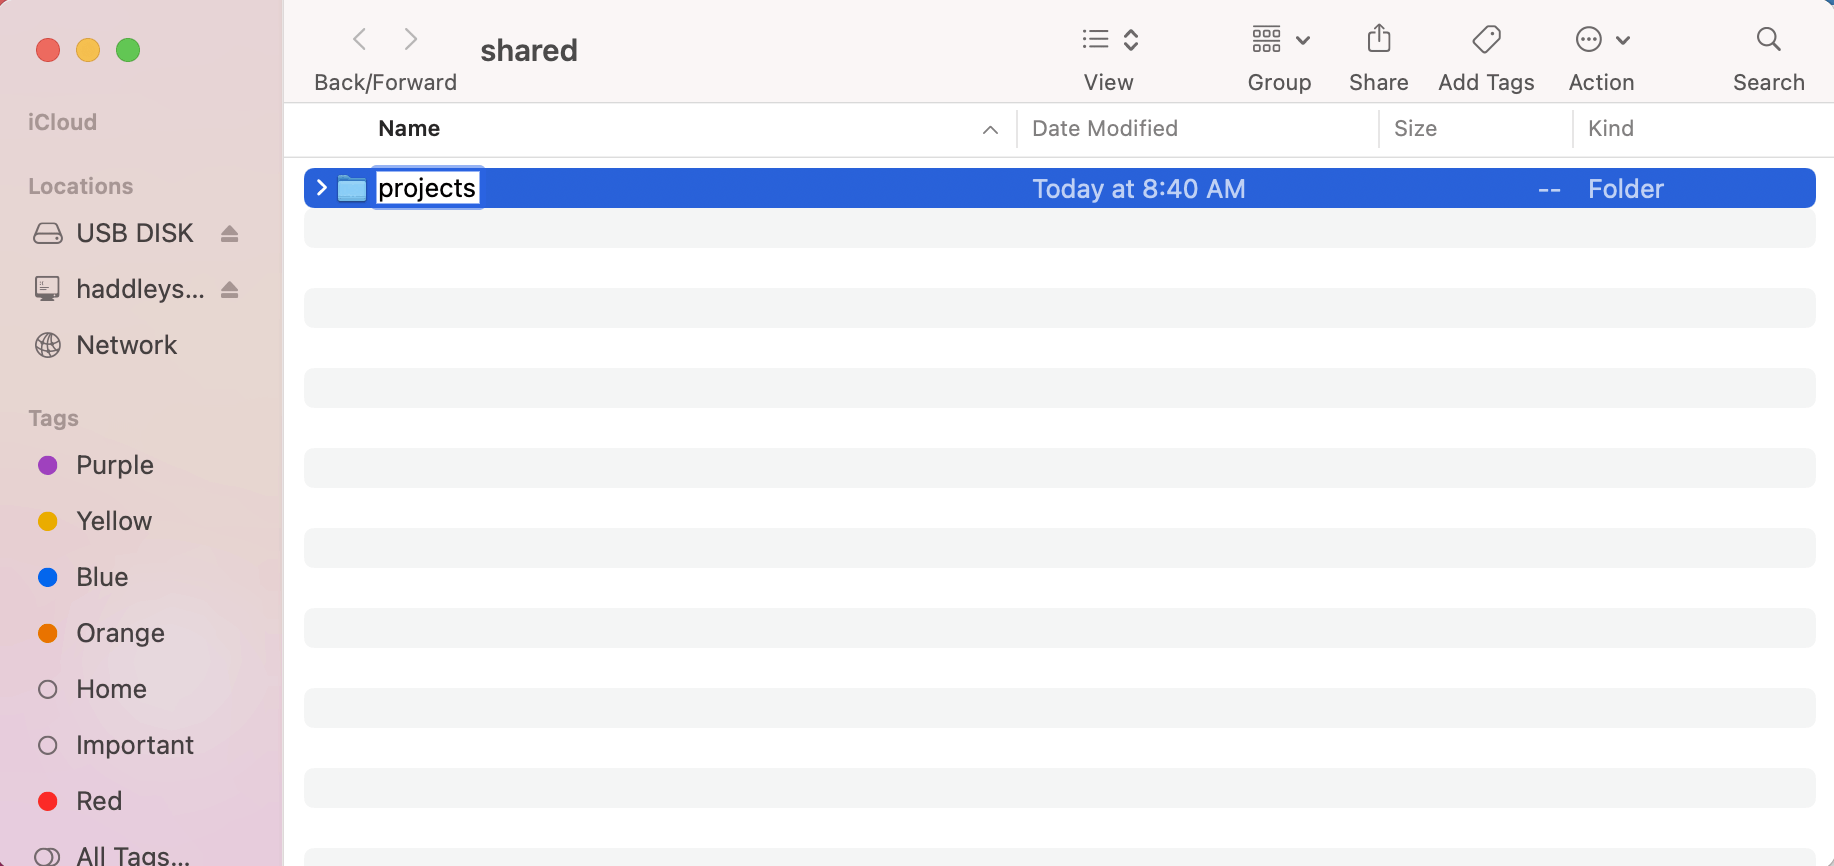 shared
Back/Forward
View
Group
Share
Add Tags
Action
Search
iCloud
Locations
USB DISK
haddleys...
Network
Tags
Purple
Yellow
Blue
Orange
Home
Important
Red
All Tags...
Name
Date Modified
Size
Kind
projects
Today at 8:40 AM
--
Folder